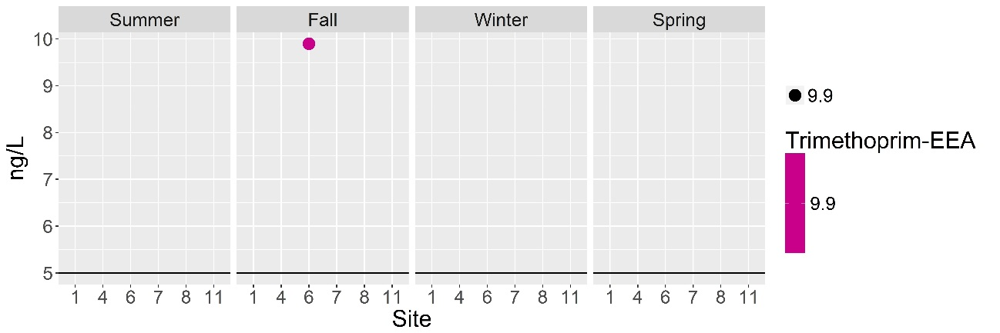 Summer Fall Winter Spring
10
9
8
7
6
5
ng/L
1 4 6 7 8 11 1 4 6 7 8 11 1 4 6 7 8 11 1 4 6 7 8 11
Site
9.9
Trimethoprim-EEA
9.9